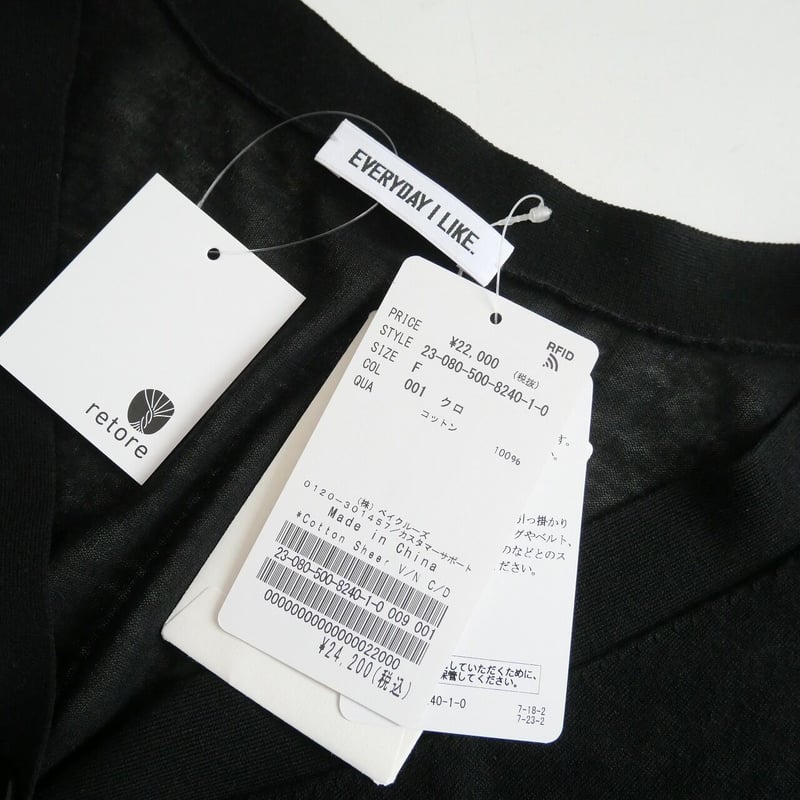 EVERYDAY I LIKE.
retore
RFID
PRICE ¥22,000 (税抜)
STYLE 23-080-500-8240-1-0
SIZE F
COL 001 クロ
QUA コットン
100%
(株)ベイクルーズ
0120-301457/カスタマーサポート
Made in China
*Cotton Sheer V/N C/D
23-080-500-8240-1-0 009 001
¥24,200(税込)
す。
引っ掛かり
グやベルト、
のなどとのス
ださい。
していただくために、
保管してください。
40-1-0
7-18-2
7-23-2